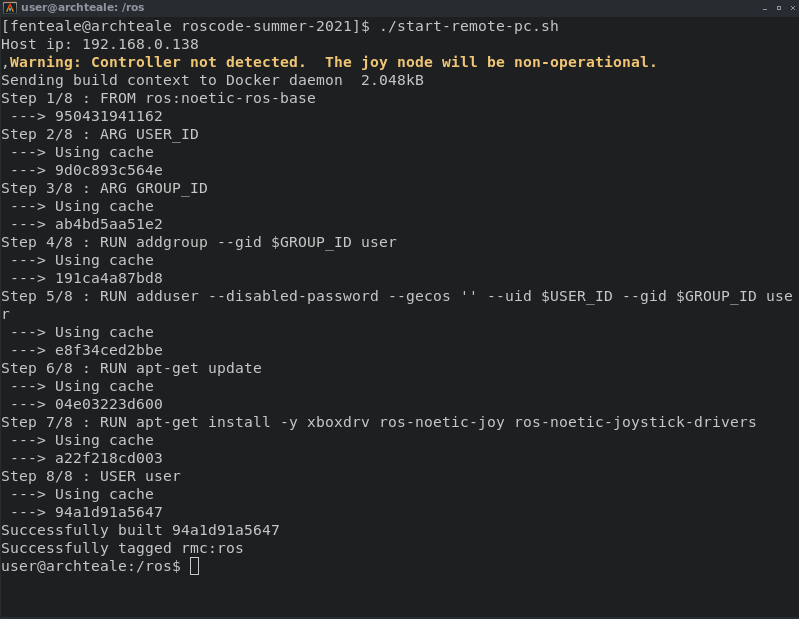 user@archteale: /ros
[fenteale@archteale roscode-summer-2021]$ ./start-remote-pc.sh
Host ip: 192.168.0.138
,Warning: Controller not detected.  The joy node will be non-operational.
Sending build context to Docker daemon  2.048kB
Step 1/8 : FROM ros:noetic-ros-base
 ---> 950431941162
Step 2/8 : ARG USER_ID
 ---> Using cache
 ---> 9d0c893c564e
Step 3/8 : ARG GROUP_ID
 ---> Using cache
 ---> ab4bd5aa51e2
Step 4/8 : RUN addgroup --gid $GROUP_ID user
 ---> Using cache
 ---> 191ca4a87bd8
Step 5/8 : RUN adduser --disabled-password --gecos '' --uid $USER_ID --gid $GROUP_ID use
r
 ---> Using cache
 ---> e8f34ced2bbe
Step 6/8 : RUN apt-get update
 ---> Using cache
 ---> 04e03223d600
Step 7/8 : RUN apt-get install -y xboxdrv ros-noetic-joy ros-noetic-joystick-drivers
 ---> Using cache
 ---> a22f218cd003
Step 8/8 : USER user
 ---> Using cache
 ---> 94a1d91a5647
Successfully built 94a1d91a5647
Successfully tagged rmc:ros
user@archteale:/ros$